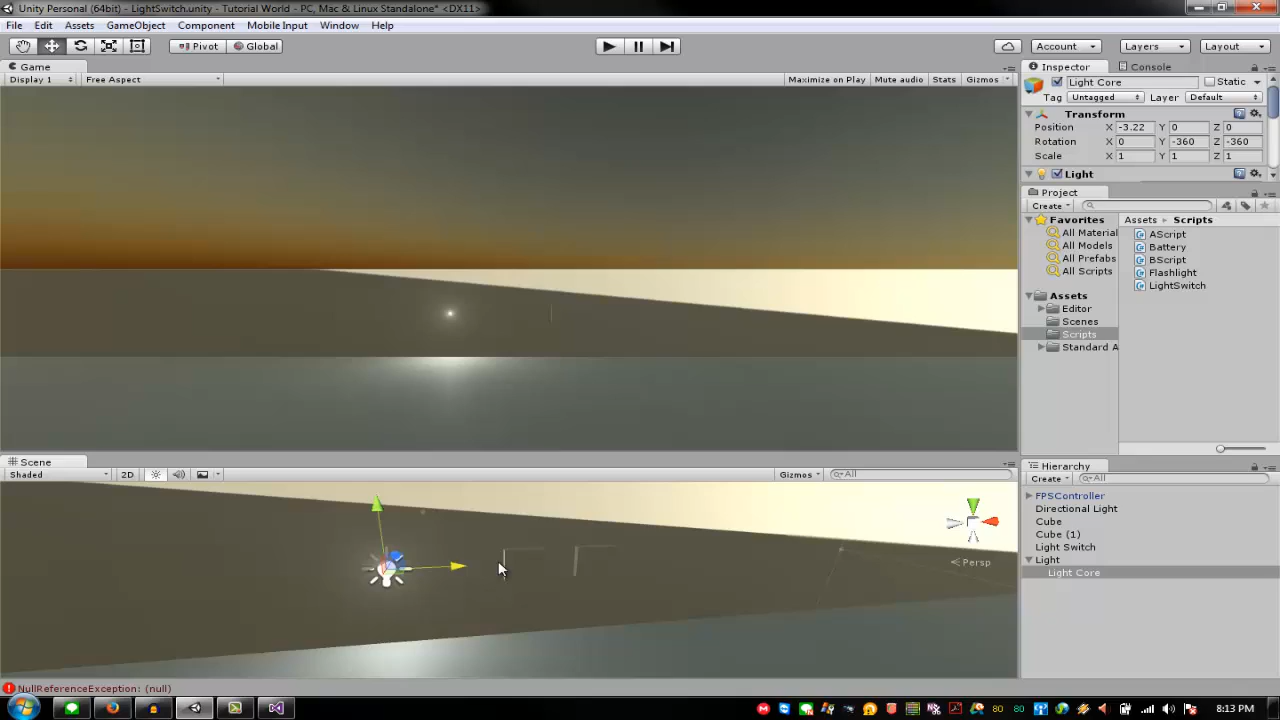 Unity Personal (64bit) - LightSwitch.unity - Tutorial World - PC, Mac & Linux Standalone* <DX11>
File Edit Assets GameObject Component Mobile Input Window Help
Pivot Global Account Layers Layout
Game
Display 1 Free Aspect Maximize on Play Mute audio Stats Gizmos
Inspector Console
Light Core Static
Tag Untagged Layer Default
Transform
Position X -3.22 Y 0 Z 0
Rotation X 0 Y -360 Z -360
Scale X 1 Y 1 Z 1
Light
Project
Create
Favorites
All Material
All Models
All Prefabs
All Scripts
Assets
Editor
Scenes
Scripts
Standard A
Assets Scripts
AScript
Battery
BScript
Flashlight
LightSwitch
Scene
Shaded 2D Gizmos All
Persp
Hierarchy
Create All
FPSController
Directional Light
Cube
Cube (1)
Light Switch
Light
Light Core
NullReferenceException: (null)
80 80 8:13 PM